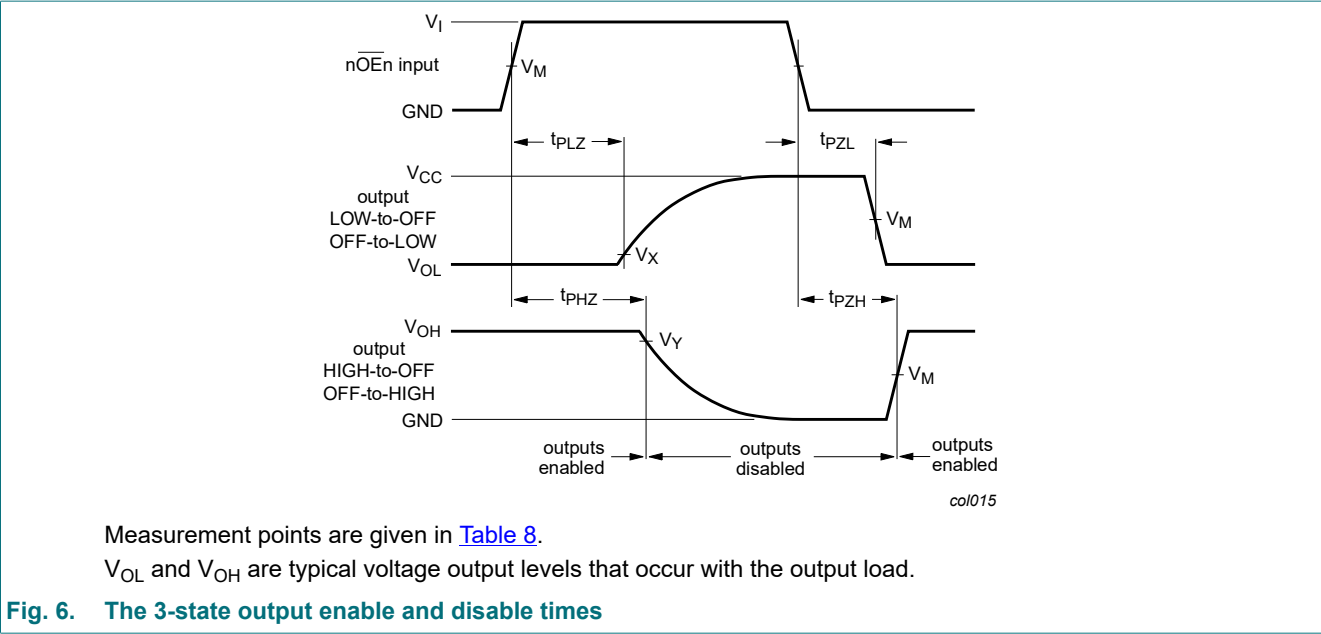 VI
nOEn input
VM
GND
tPLZ
tPZL
VCC
output
LOW-to-OFF
OFF-to-LOW
VM
VX
VOL
tPHZ
tPZH
VOH
output
HIGH-to-OFF
OFF-to-HIGH
VY
VM
GND
outputs
enabled
outputs
disabled
outputs
enabled
col015
Measurement points are given in Table 8.
VOL and VOH are typical voltage output levels that occur with the output load.
Fig. 6. The 3-state output enable and disable times